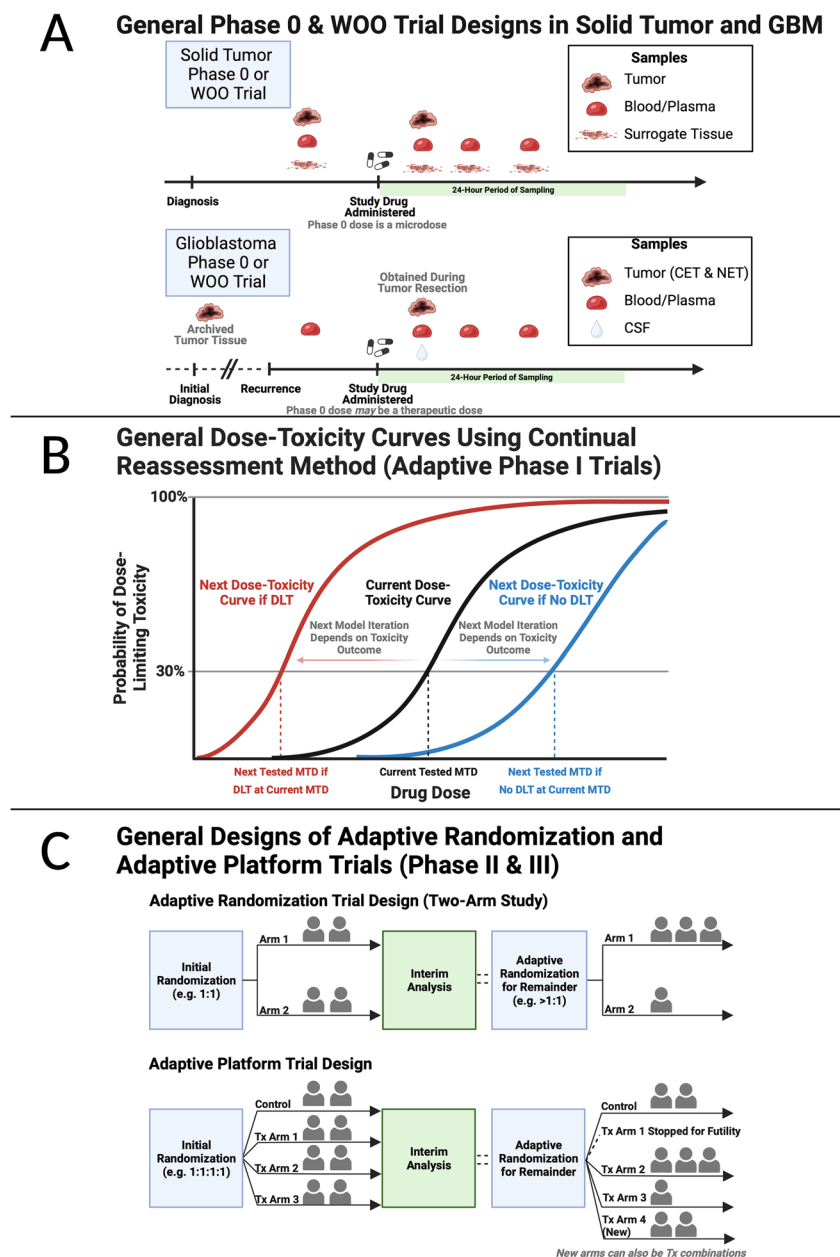 A
General Phase 0 & WOO Trial Designs in Solid Tumor and GBM
Solid Tumor
Phase 0 or
WOO Trial
Samples
Tumor
Blood/Plasma
Surrogate Tissue
24-Hour Period of Sampling
Diagnosis
Study Drug
Administered
Phase 0 dose is a microdose
Glioblastoma
Phase 0 or
WOO Trial
Archived
Tumor Tissue
Obtained During
Tumor Resection
Samples
Tumor (CET & NET)
Blood/Plasma
CSF
24-Hour Period of Sampling
Initial
Diagnosis
Recurrence
Study Drug
Administered
Phase 0 dose may be a therapeutic dose
B
General Dose-Toxicity Curves Using Continual
Reassessment Method (Adaptive Phase I Trials)
Probability of Dose-
Limiting Toxicity
100%
30%
Next Dose-Toxicity
Curve if DLT
Current Dose-
Toxicity Curve
Next Dose-Toxicity
Curve if No DLT
Next Model Iteration
Depends on Toxicity
Outcome
Next Model Iteration
Depends on Toxicity
Outcome
Next Tested MTD if
DLT at Current MTD
Current Tested MTD
Next Tested MTD if
No DLT at Current MTD
Drug Dose
C
General Designs of Adaptive Randomization and
Adaptive Platform Trials (Phase II & III)
Adaptive Randomization Trial Design (Two-Arm Study)
Initial
Randomization
(e.g. 1:1)
Arm 1
Arm 2
Interim
Analysis
Adaptive
Randomization
for Remainder
(e.g. >1:1)
Arm 1
Arm 2
Adaptive Platform Trial Design
Initial
Randomization
(e.g. 1:1:1:1)
Control
Tx Arm 1
Tx Arm 2
Tx Arm 3
Interim
Analysis
Adaptive
Randomization
for Remainder
Control
Tx Arm 1 Stopped for Futility
Tx Arm 2
Tx Arm 3
Tx Arm 4
(New)
New arms can also be Tx combinations